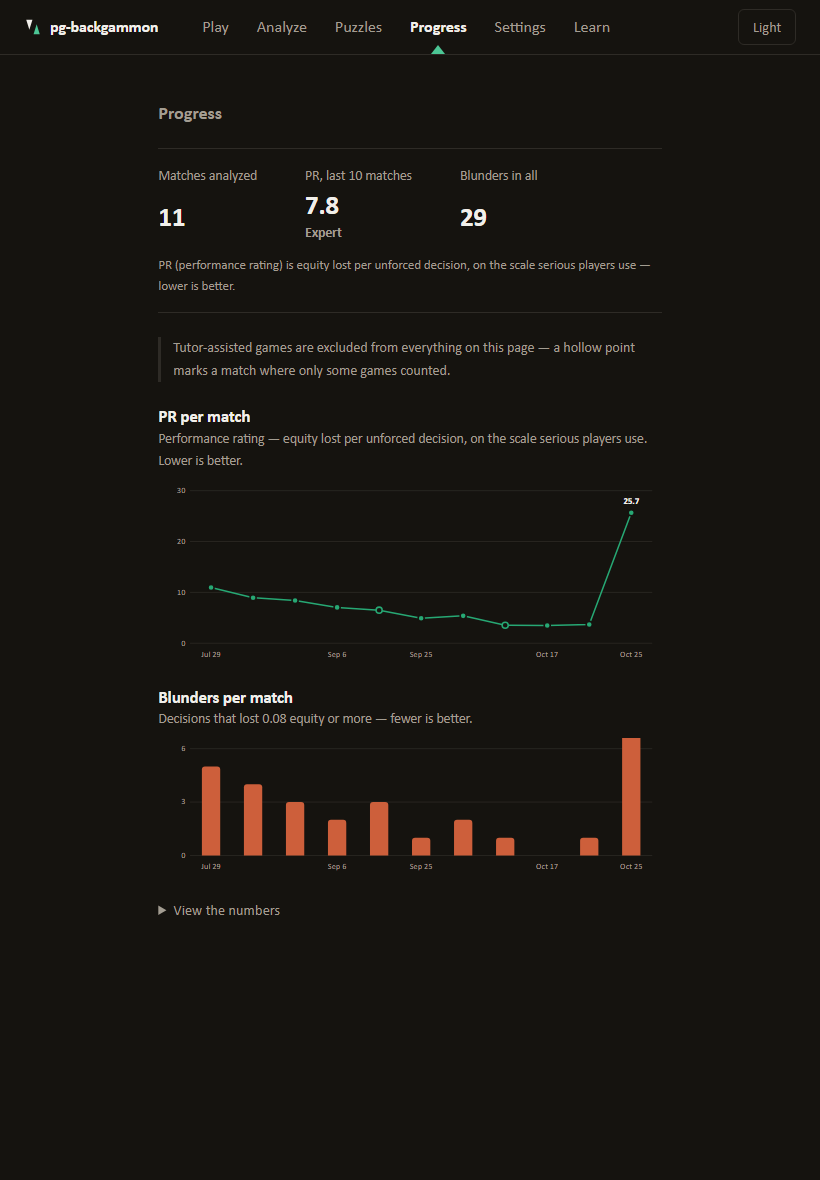 pg-backgammon Play Analyze Puzzles Progress Settings Learn Light
Progress
Matches analyzed PR, last 10 matches Blunders in all
11 7.8 29
Expert
PR (performance rating) is equity lost per unforced decision, on the scale serious players use —
lower is better.
Tutor-assisted games are excluded from everything on this page — a hollow point
marks a match where only some games counted.
PR per match
Performance rating — equity lost per unforced decision, on the scale serious players use.
Lower is better.
30
25.7
20
10
0
Jul 29 Sep 6 Sep 25 Oct 17 Oct 25
Blunders per match
Decisions that lost 0.08 equity or more — fewer is better.
6
3
0
Jul 29 Sep 6 Sep 25 Oct 17 Oct 25
View the numbers